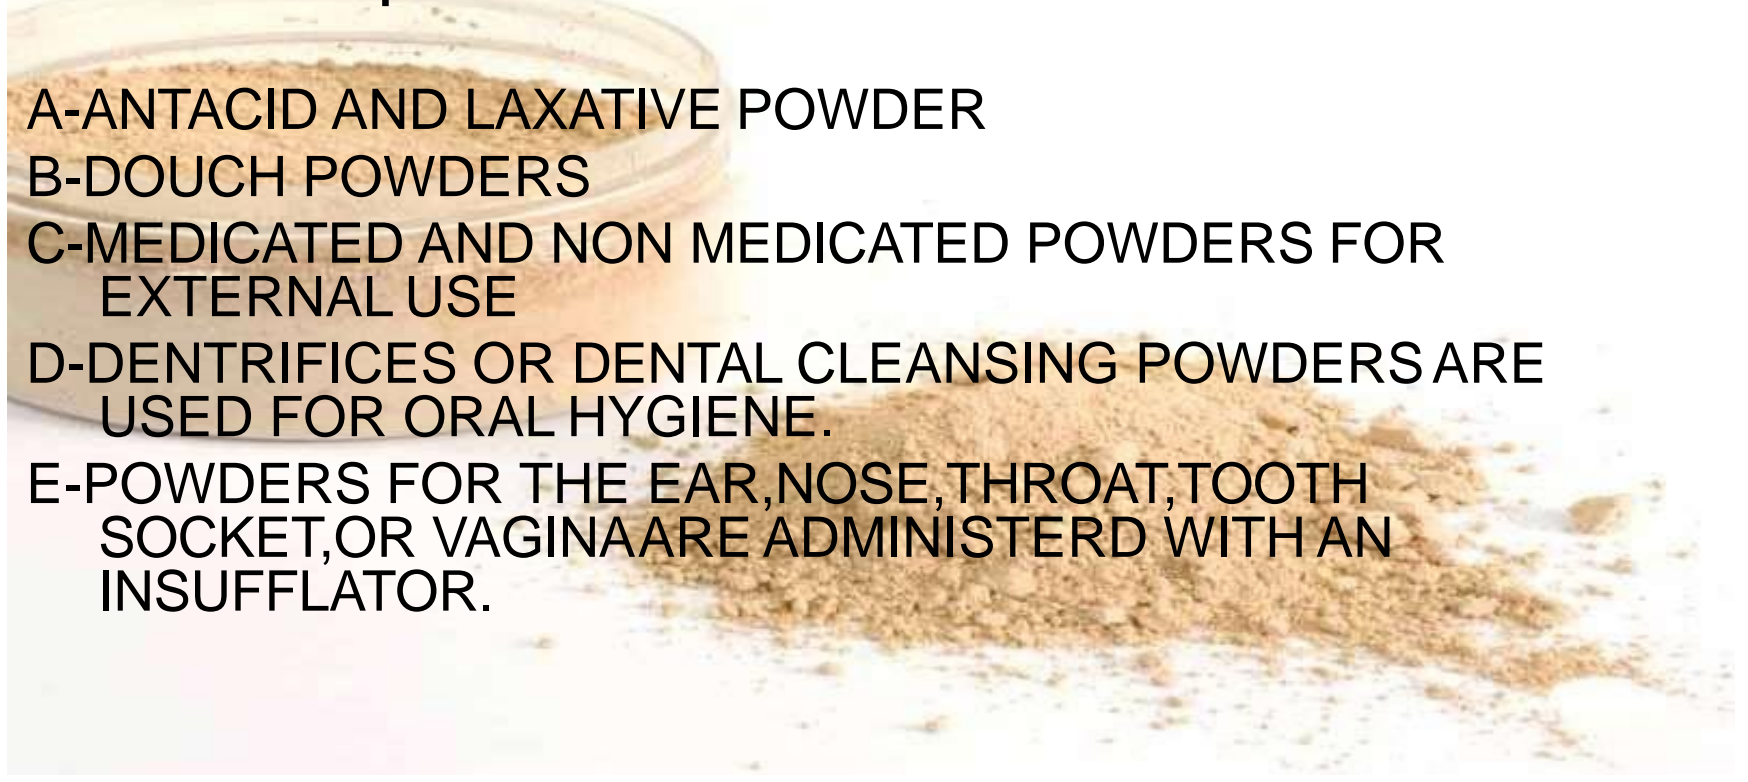 A-ANTACID AND LAXATIVE POWDER
B-DOUCH POWDERS
C-MEDICATED AND NON MEDICATED POWDERS FOR
EXTERNAL USE
D-DENTRIFICES OR DENTAL CLEANSING POWDERS ARE
USED FOR ORAL HYGIENE.
E-POWDERS FOR THE EAR,NOSE,THROAT,TOOTH
SOCKET,OR VAGINAARE ADMINISTERD WITH AN
INSUFFLATOR.